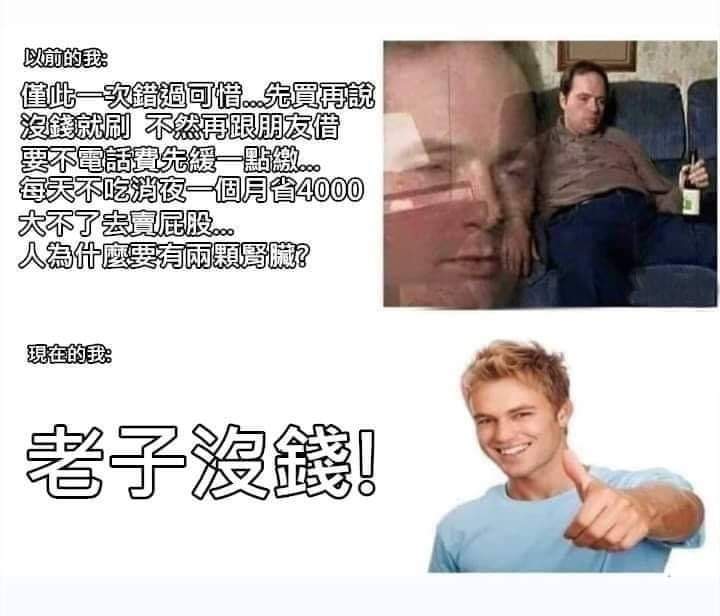 以前的我:
僅此一次錯過可惜...先買再說
沒錢就刷 不然再跟朋友借
要不電話費先緩一點繳...
每天不吃消夜一個月省4000
大不了去賣屁股...
人為什麼要有兩顆腎臟?
現在的我:
老子沒錢!